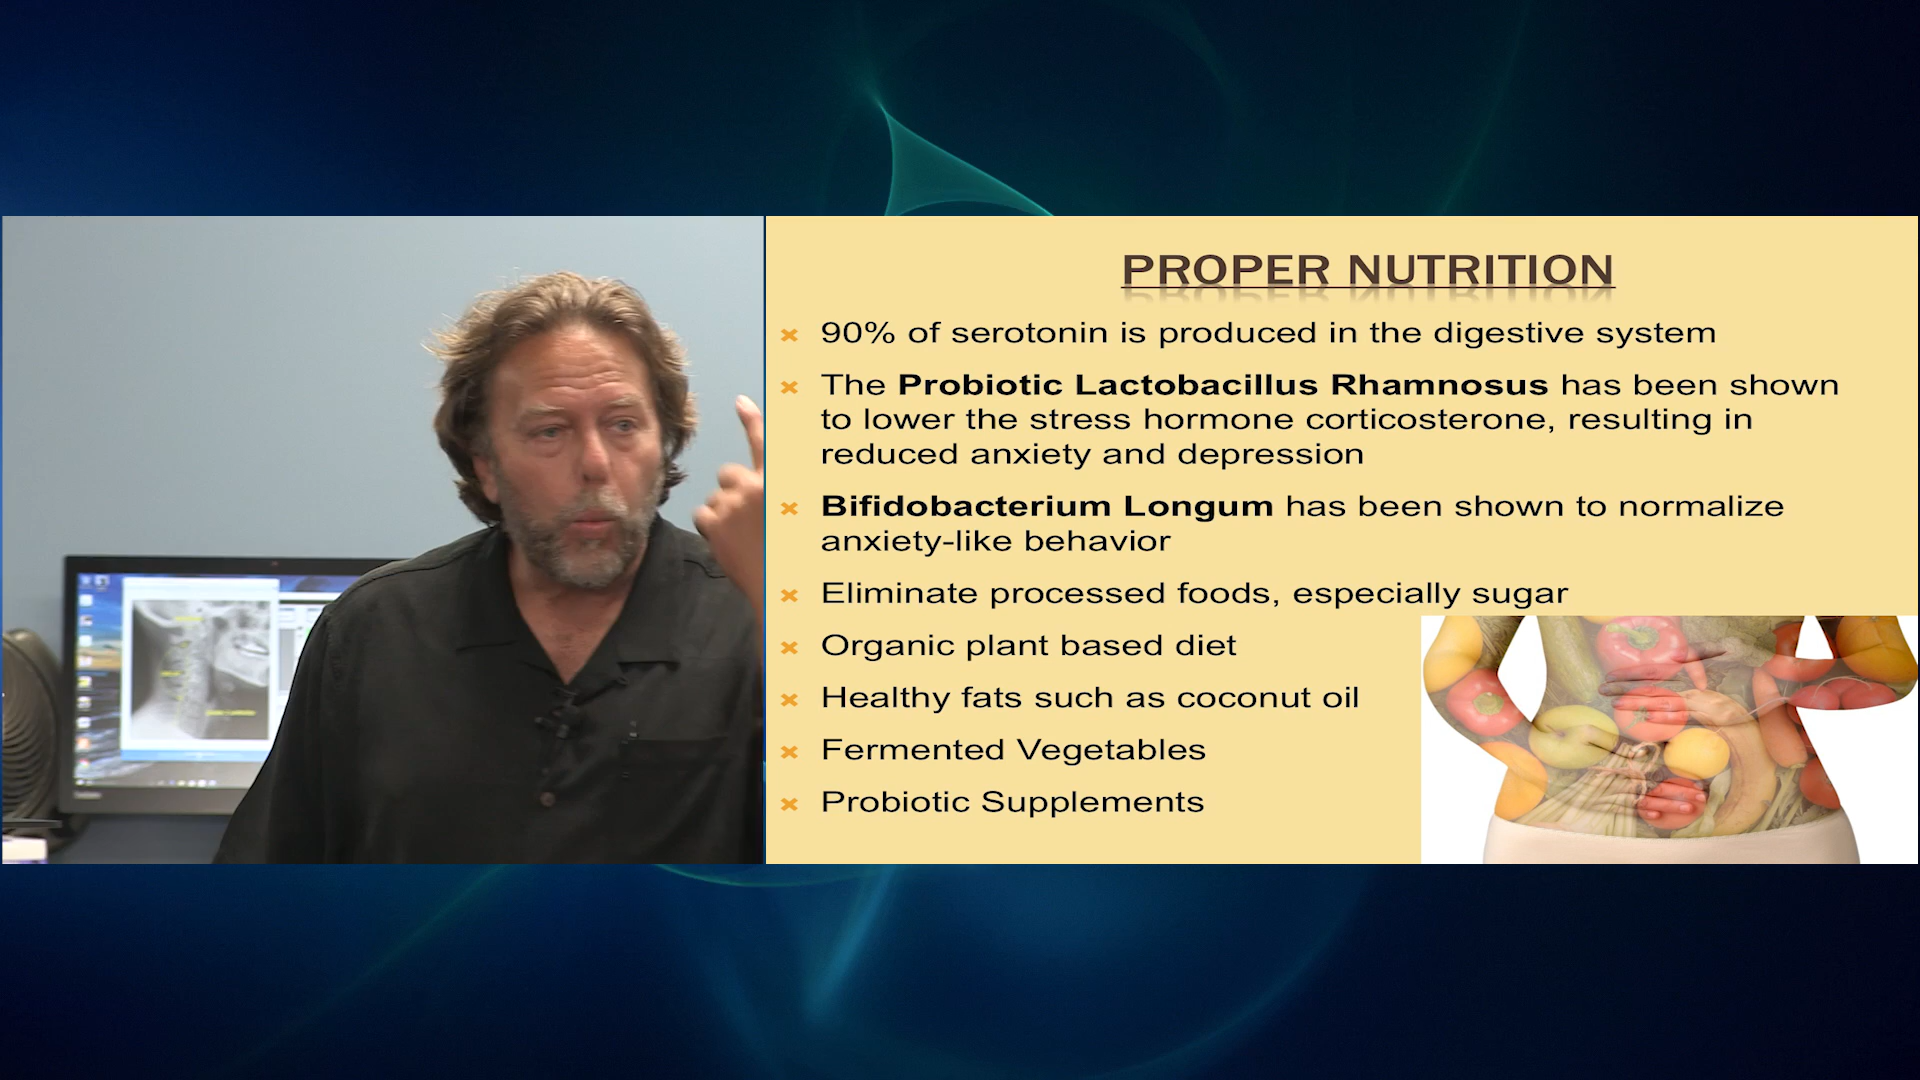 PROPER NUTRITION
90% of serotonin is produced in the digestive system
The Probiotic Lactobacillus Rhamnosus has been shown
to lower the stress hormone corticosterone, resulting in
reduced anxiety and depression
Bifidobacterium Longum has been shown to normalize
anxiety-like behavior
Eliminate processed foods, especially sugar
Organic plant based diet
Healthy fats such as coconut oil
Fermented Vegetables
Probiotic Supplements